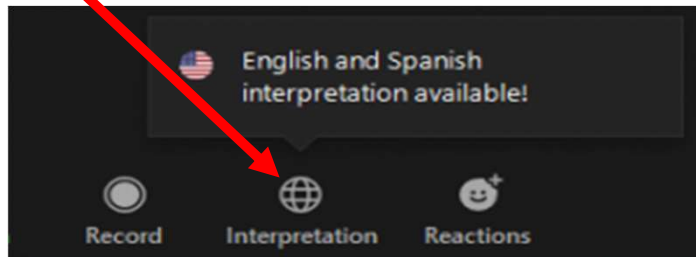 English and Spanish
interpretation available!
Record Interpretation Reactions